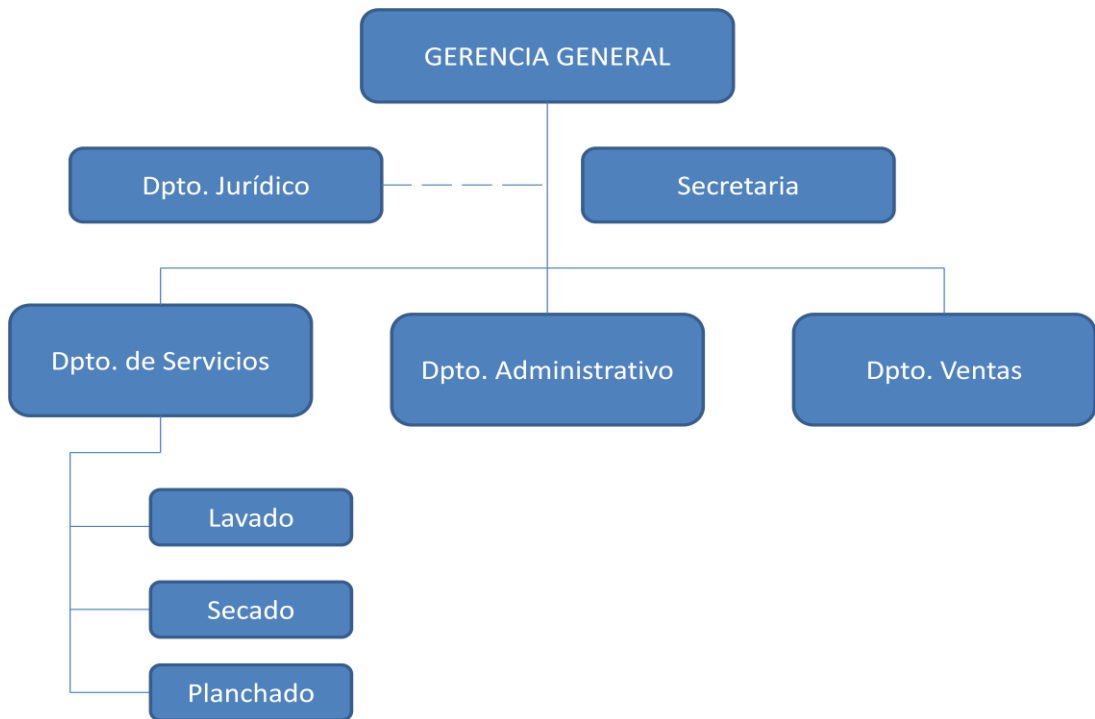 GERENCIA GENERAL
Dpto. Jurídico
Secretaria
Dpto. de Servicios
Dpto. Administrativo
Dpto. Ventas
Lavado
Secado
Planchado